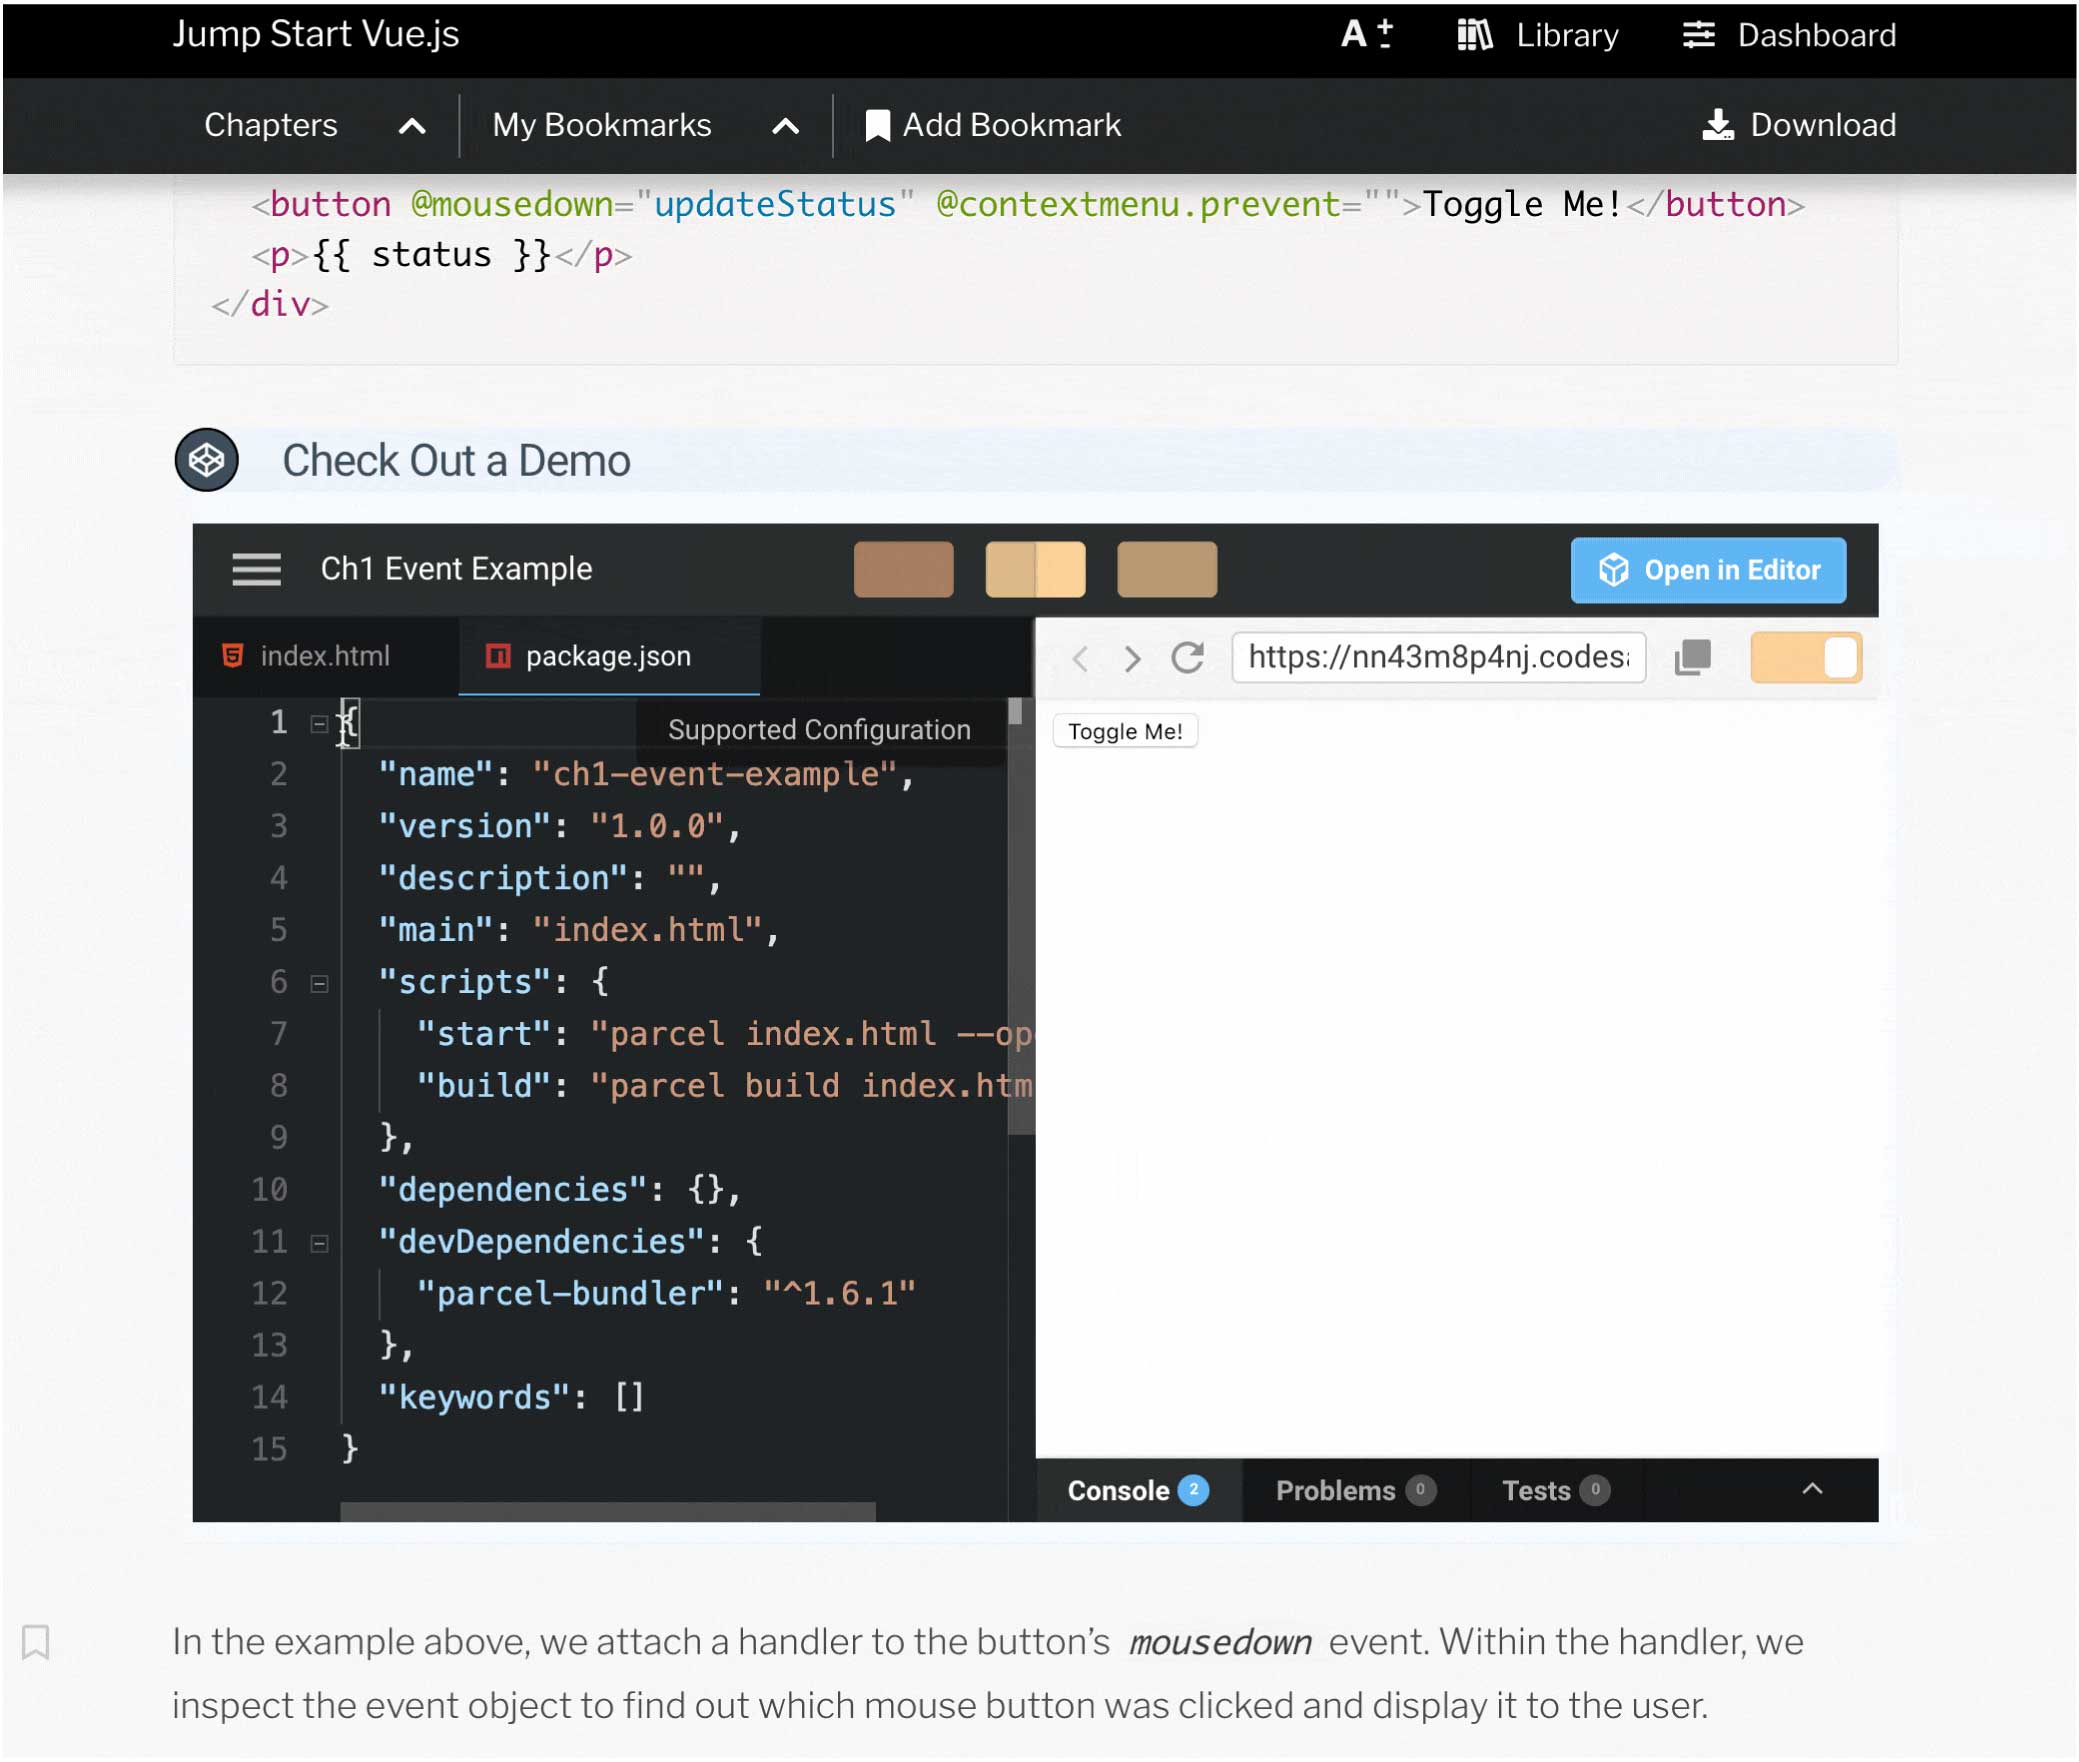 Jump Start Vue.js
A + - Library Dashboard
Chapters My Bookmarks Add Bookmark Download
<button @mousedown="updateStatus" @contextmenu.prevent="">Toggle Me!</button>
<p>{{ status }}</p>
</div>
Check Out a Demo
Ch1 Event Example
Open in Editor
index.html package.json
https://nn43m8p4nj.codes
Supported Configuration
Toggle Me!
1 {
2 "name": "ch1-event-example",
3 "version": "1.0.0",
4 "description": "",
5 "main": "index.html",
6 "scripts": {
7 "start": "parcel index.html --op
8 "build": "parcel build index.htm
9 },
10 "dependencies": {},
11 "devDependencies": {
12 "parcel-bundler": "^1.6.1"
13 },
14 "keywords": []
15 }
Console 2 Problems 0 Tests 0
In the example above, we attach a handler to the button’s mousedown event. Within the handler, we
inspect the event object to find out which mouse button was clicked and display it to the user.